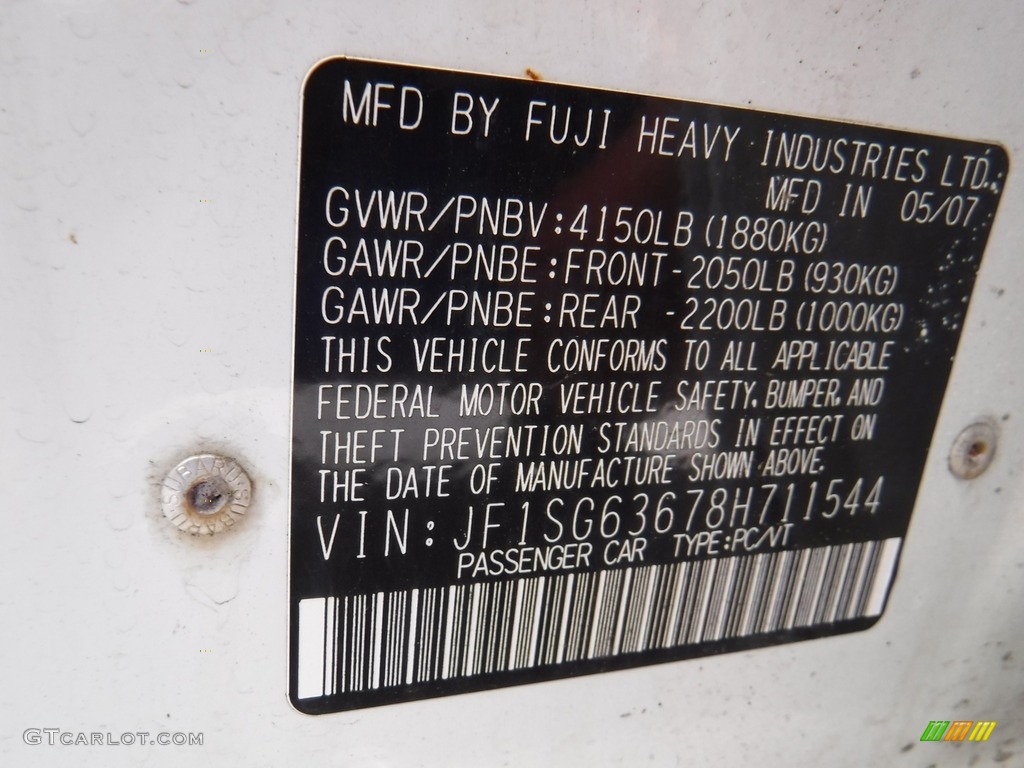 MFD BY FUJI HEAVY INDUSTRIES LTD.
MFD IN 05/07
GVWR/PNBV:4150LB (1880KG)
GAWR/PNBE:FRONT-2050LB (930KG)
GAWR/PNBE:REAR -2200LB (1000KG)
THIS VEHICLE CONFORMS TO ALL APPLICABLE
FEDERAL MOTOR VEHICLE SAFETY, BUMPER, AND
THEFT PREVENTION STANDARDS IN EFFECT ON
THE DATE OF MANUFACTURE SHOWN ABOVE.
VIN: JF1SG63678H711544
PASSENGER CAR TYPE:PC/VT
GTCARLOT.COM